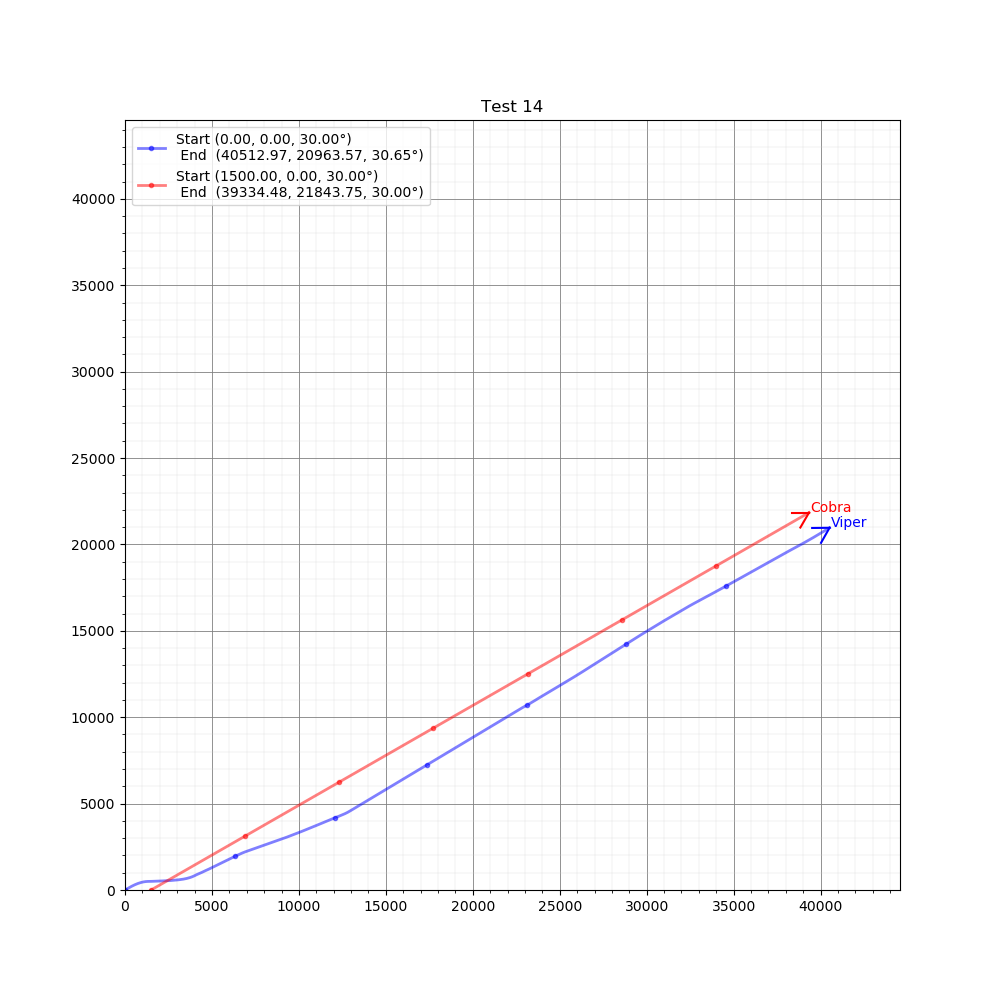 Test 14
Start (0.00, 0.00, 30.00°)
End (40512.97, 20963.57, 30.65°)
Start (1500.00, 0.00, 30.00°)
End (39334.48, 21843.75, 30.00°)
40000
35000
30000
25000
20000
15000
10000
5000
0
Cobra
Viper
0 5000 10000 15000 20000 25000 30000 35000 40000